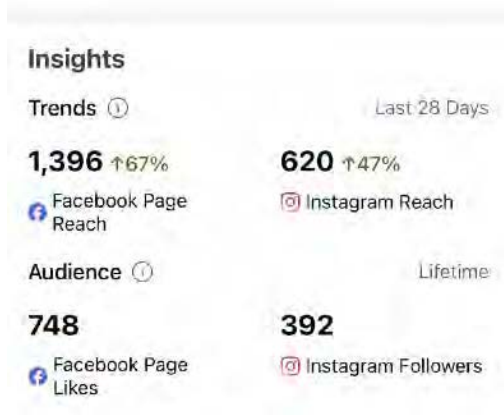 Insights
Trends ⓘ Last 28 Days
1,396 ↑67% 620 ↑47%
Facebook Page Reach Instagram Reach
Audience ⓘ Lifetime
748 392
Facebook Page Likes Instagram Followers